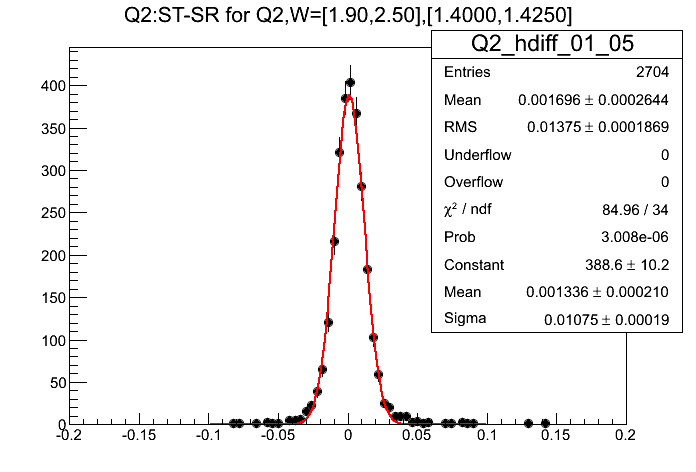 Q2:ST-SR for Q2,W=[1.90,2.50],[1.4000,1.4250]
Q2_hdiff_01_05
Entries 2704
Mean 0.001696 ± 0.0002644
RMS 0.01375 ± 0.0001869
Underflow 0
Overflow 0
χ² / ndf 84.96 / 34
Prob 3.008e-06
Constant 388.6 ± 10.2
Mean 0.001336 ± 0.000210
Sigma 0.01075 ± 0.00019
400
350
300
250
200
150
100
50
0
-0.2 -0.15 -0.1 -0.05 0 0.05 0.1 0.15 0.2